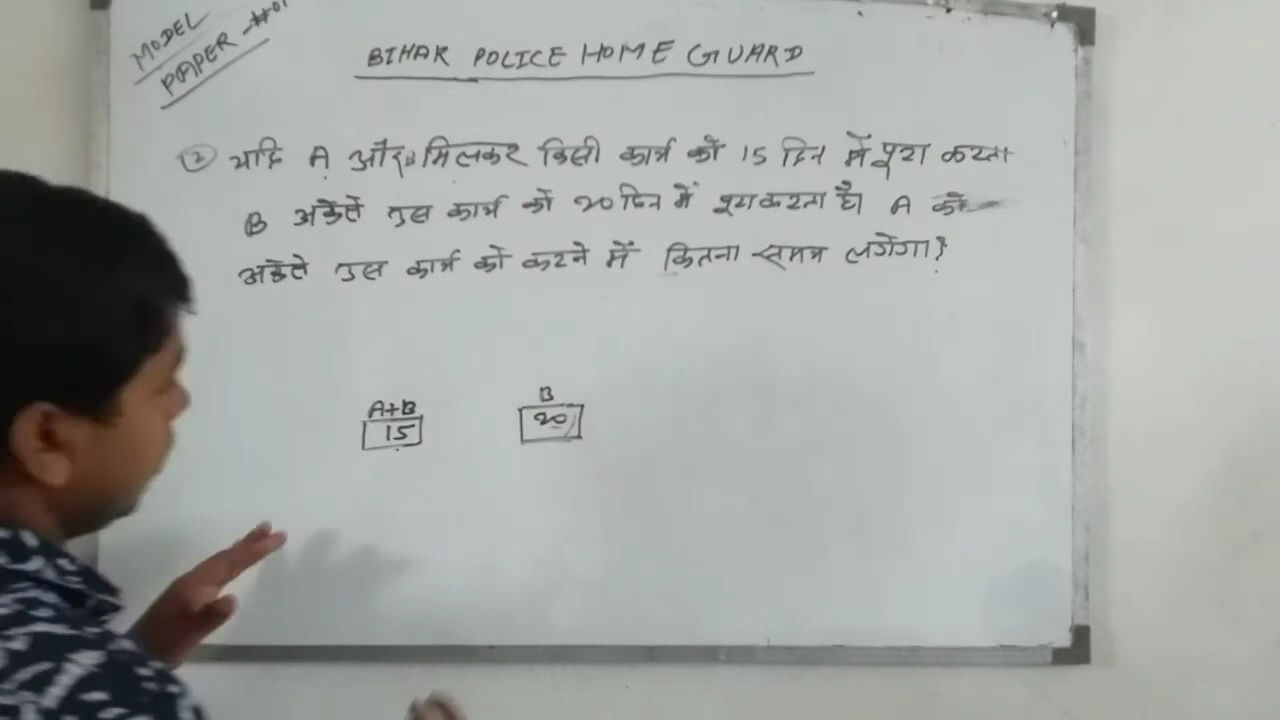 MODEL
PAPER -#01
BIHAR POLICE HOME GUARD
② यदि A और B मिलकर किसी कार्य को 15 दिन में पूरा करता
B अकेले उस कार्य को 20 दिन में पूरा करता है। A को
अकेले उस कार्य को करने में कितना समय लगेगा?
A+B B
15 20